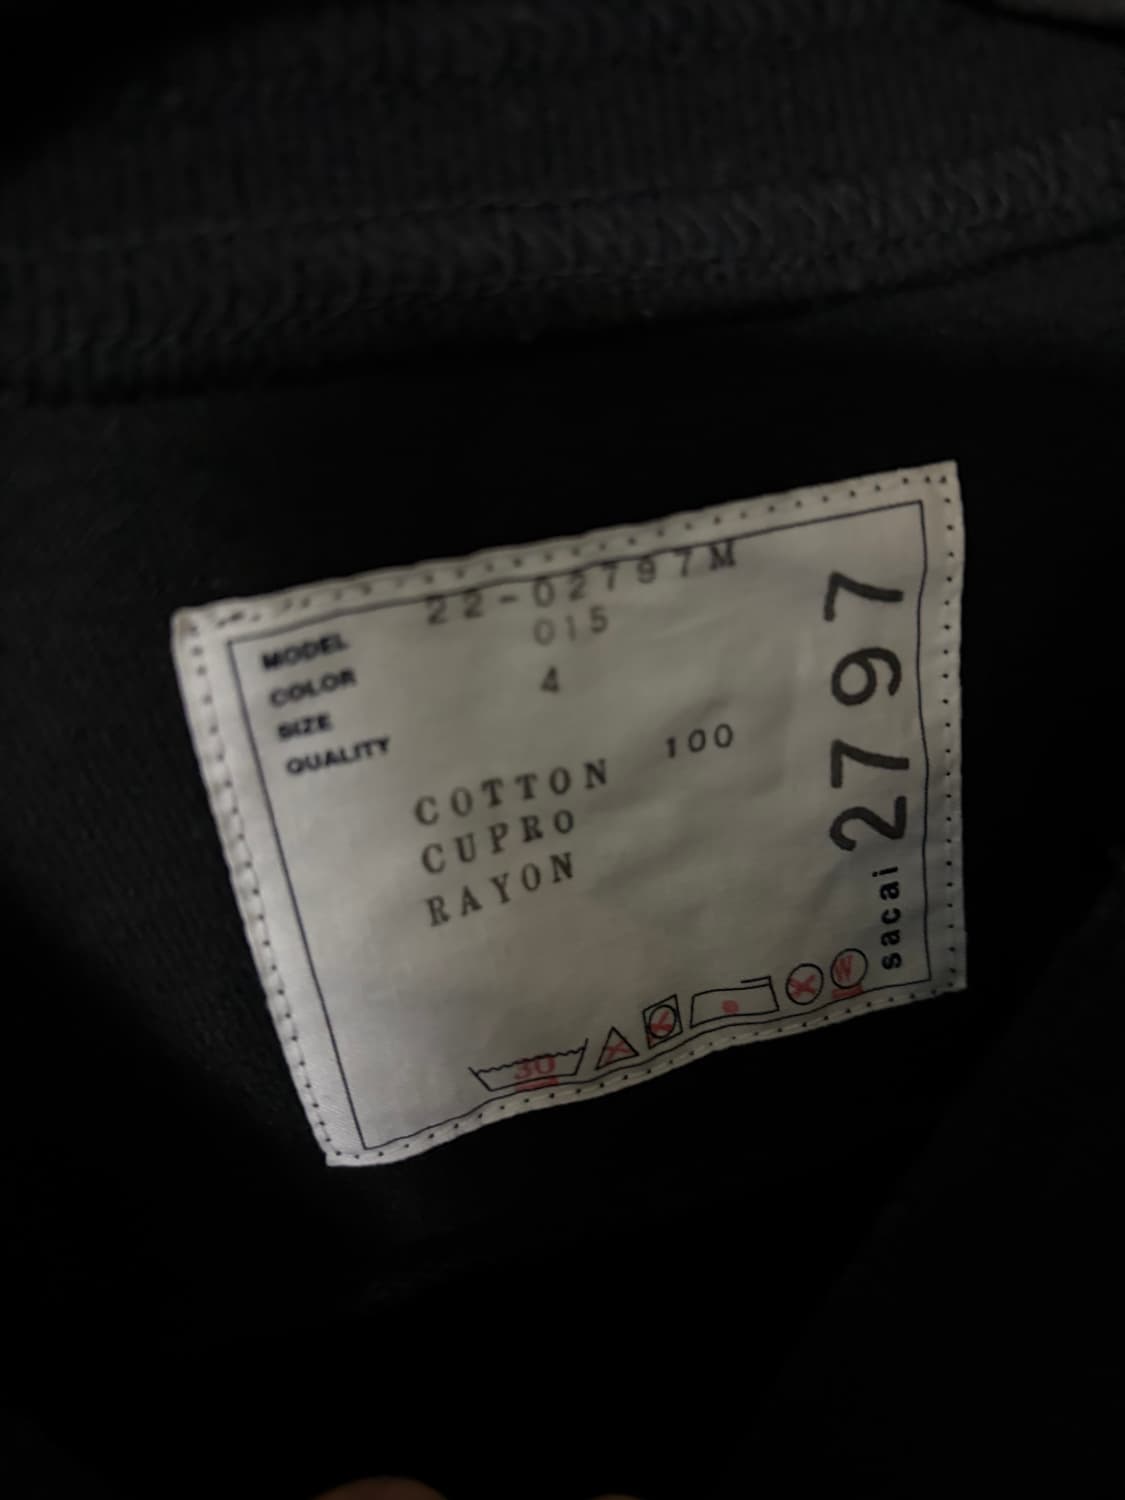 MODEL 22-02797M
COLOR 015
SIZE 4
QUALITY
COTTON 100
CUPRO
RAYON
30
W
sacai 2797